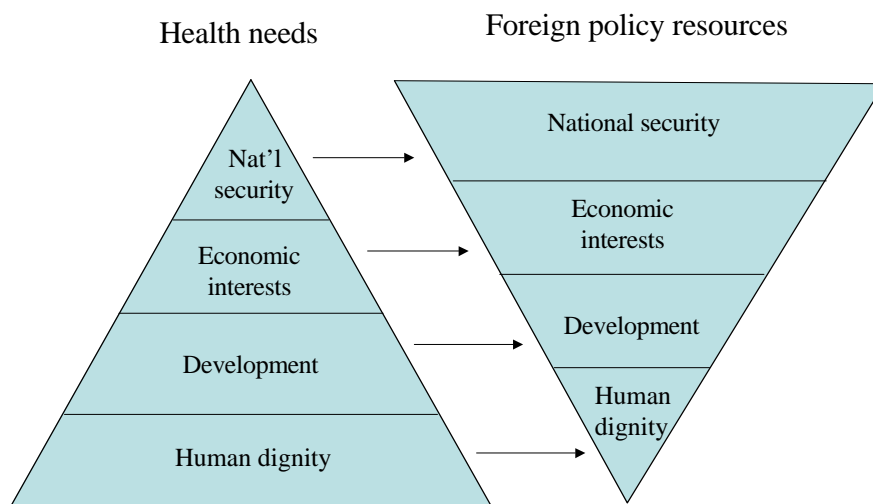 Health needs
Foreign policy resources
Nat’l
security
Economic
interests
Development
Human dignity
National security
Economic
interests
Development
Human
dignity